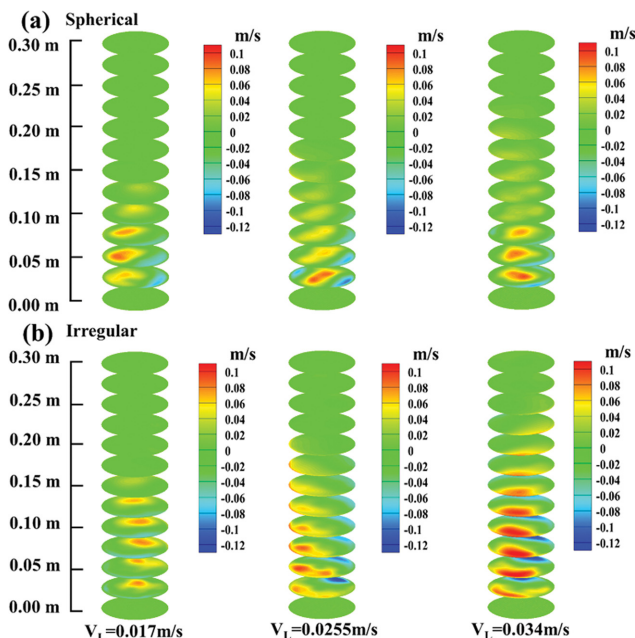 (a) Spherical
m/s m/s m/s
0.30 m
0.25 m
0.20 m
0.15 m
0.10 m
0.05 m
0.00 m
0.1 0.1 0.1
0.08 0.08 0.08
0.06 0.06 0.06
0.04 0.04 0.04
0.02 0.02 0.02
0 0 0
-0.02 -0.02 -0.02
-0.04 -0.04 -0.04
-0.06 -0.06 -0.06
-0.08 -0.08 -0.08
-0.1 -0.1 -0.1
-0.12 -0.12 -0.12
(b) Irregular
m/s m/s m/s
0.30 m
0.25 m
0.20 m
0.15 m
0.10 m
0.05 m
0.00 m
0.1 0.1 0.1
0.08 0.08 0.08
0.06 0.06 0.06
0.04 0.04 0.04
0.02 0.02 0.02
0 0 0
-0.02 -0.02 -0.02
-0.04 -0.04 -0.04
-0.06 -0.06 -0.06
-0.08 -0.08 -0.08
-0.1 -0.1 -0.1
-0.12 -0.12 -0.12
V_L=0.017m/s V_L=0.0255m/s V_L=0.034m/s